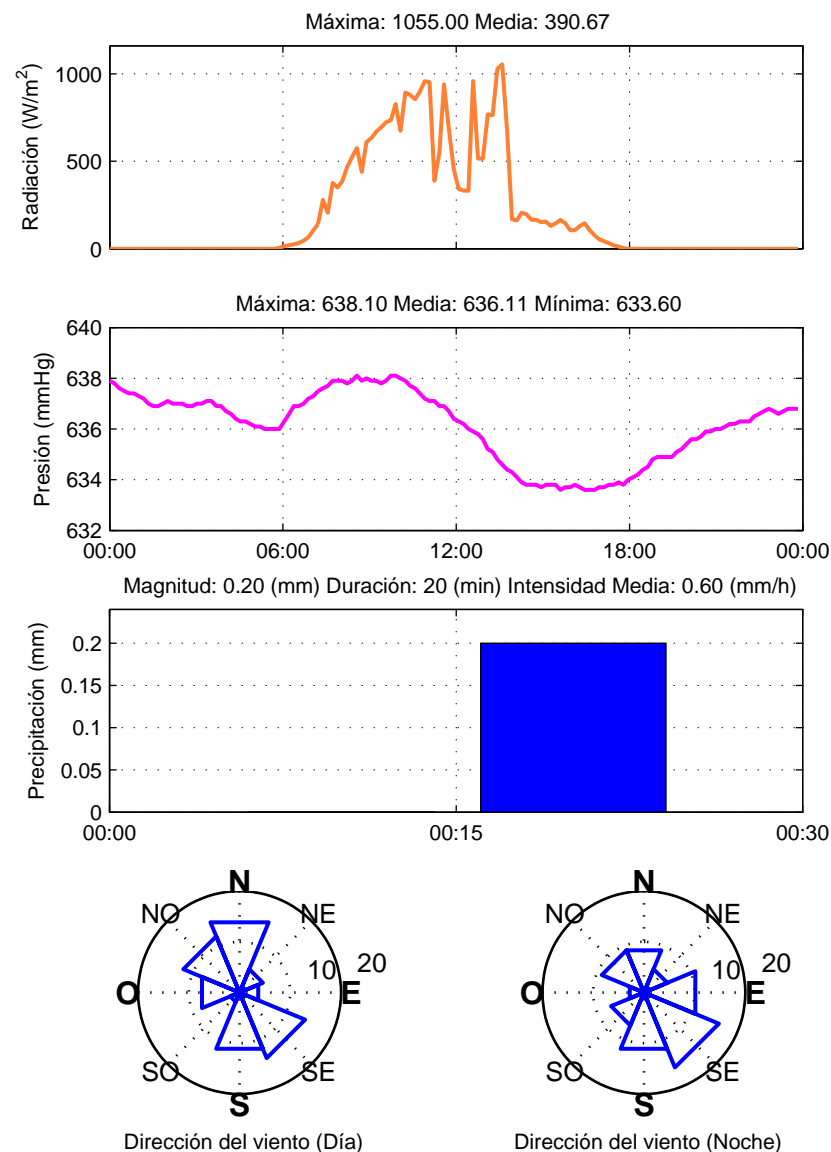 Máxima: 1055.00 Media: 390.67
Radiación (W/m²)
1000
500
0
Máxima: 638.10 Media: 636.11 Mínima: 633.60
Presión (mmHg)
640
638
636
634
632
00:00 06:00 12:00 18:00 00:00
Magnitud: 0.20 (mm) Duración: 20 (min) Intensidad Media: 0.60 (mm/h)
Precipitación (mm)
0.2
0.15
0.1
0.05
0
00:00 00:15 00:30
N
NO NE
10 20
O E
SO SE
S
Dirección del viento (Día)
N
NO NE
10 20
O E
SO SE
S
Dirección del viento (Noche)